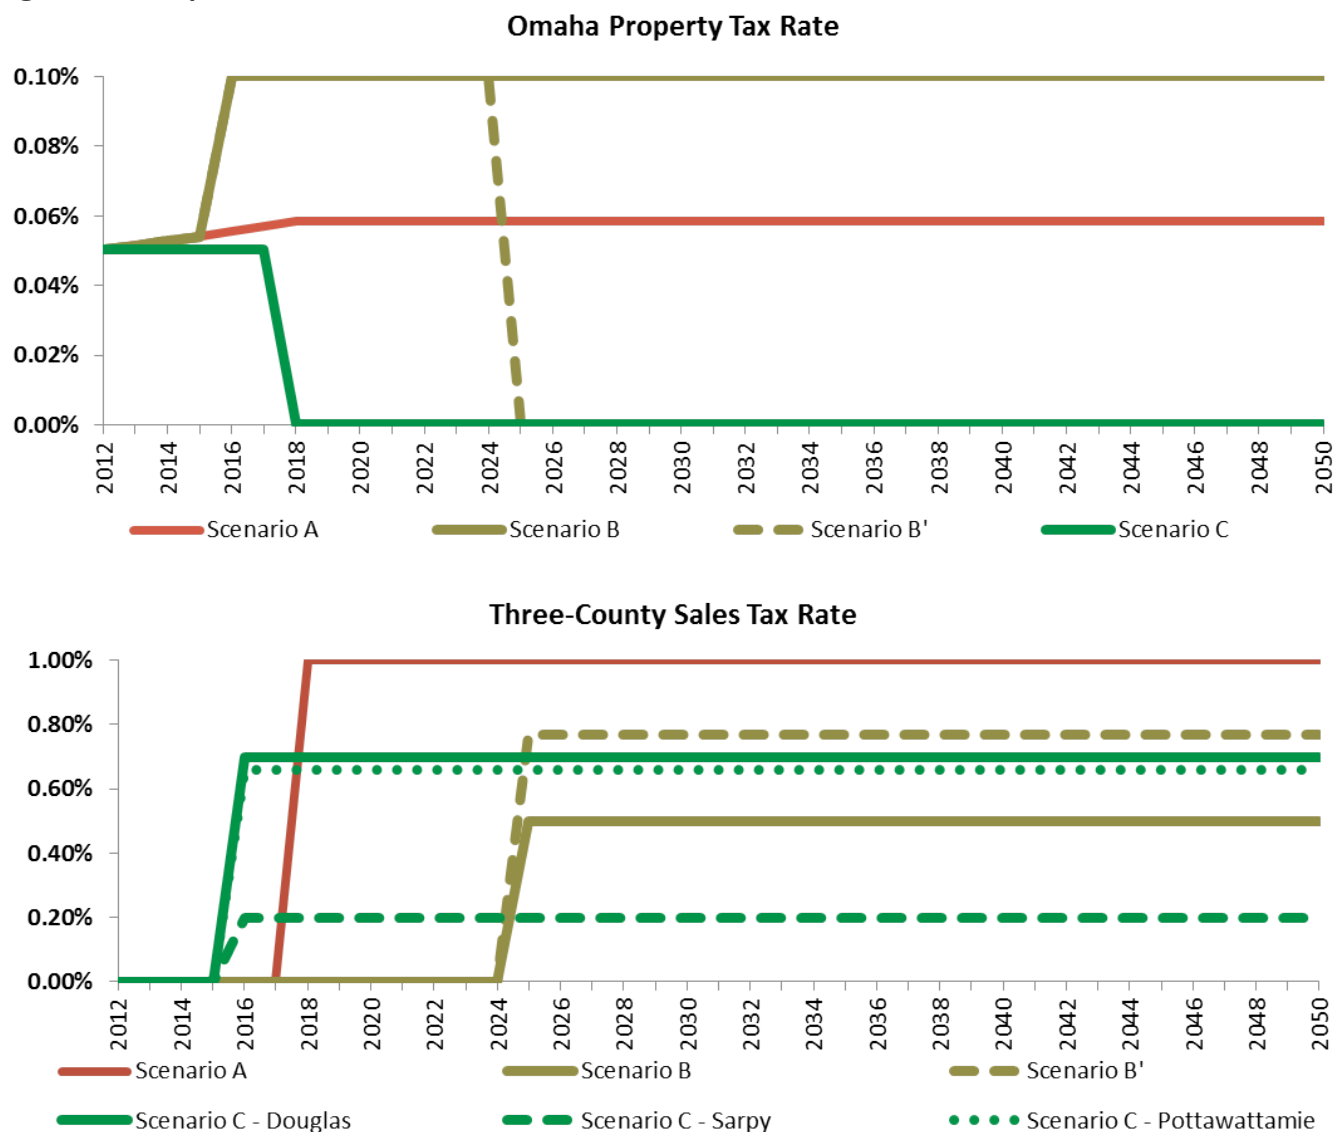 Omaha Property Tax Rate
0.10%
0.08%
0.06%
0.04%
0.02%
0.00%
2012 2014 2016 2018 2020 2022 2024 2026 2028 2030 2032 2034 2036 2038 2040 2042 2044 2046 2048 2050
Scenario A Scenario B Scenario B' Scenario C
Three-County Sales Tax Rate
1.00%
0.80%
0.60%
0.40%
0.20%
0.00%
2012 2014 2016 2018 2020 2022 2024 2026 2028 2030 2032 2034 2036 2038 2040 2042 2044 2046 2048 2050
Scenario A Scenario B Scenario B'
Scenario C - Douglas Scenario C - Sarpy Scenario C - Pottawattamie